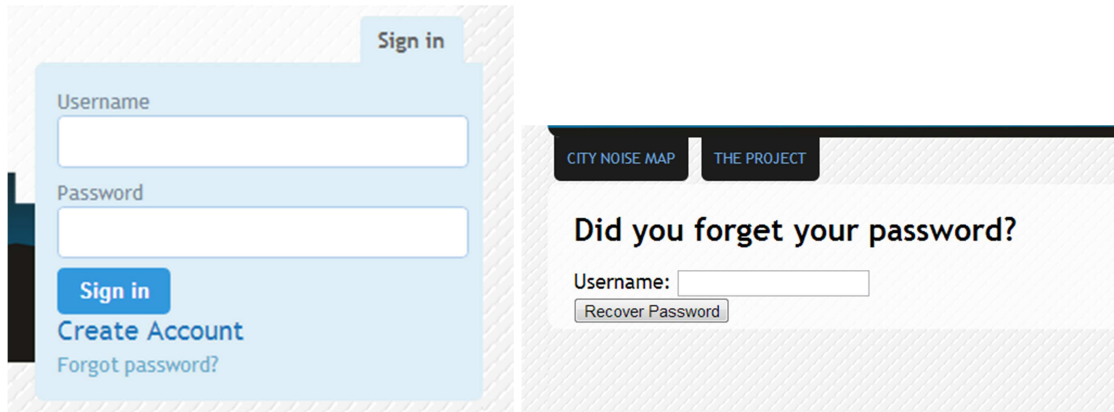 Sign in
Username
Password
Sign in
Create Account
Forgot password?
CITY NOISE MAP
THE PROJECT
Did you forget your password?
Username:
Recover Password